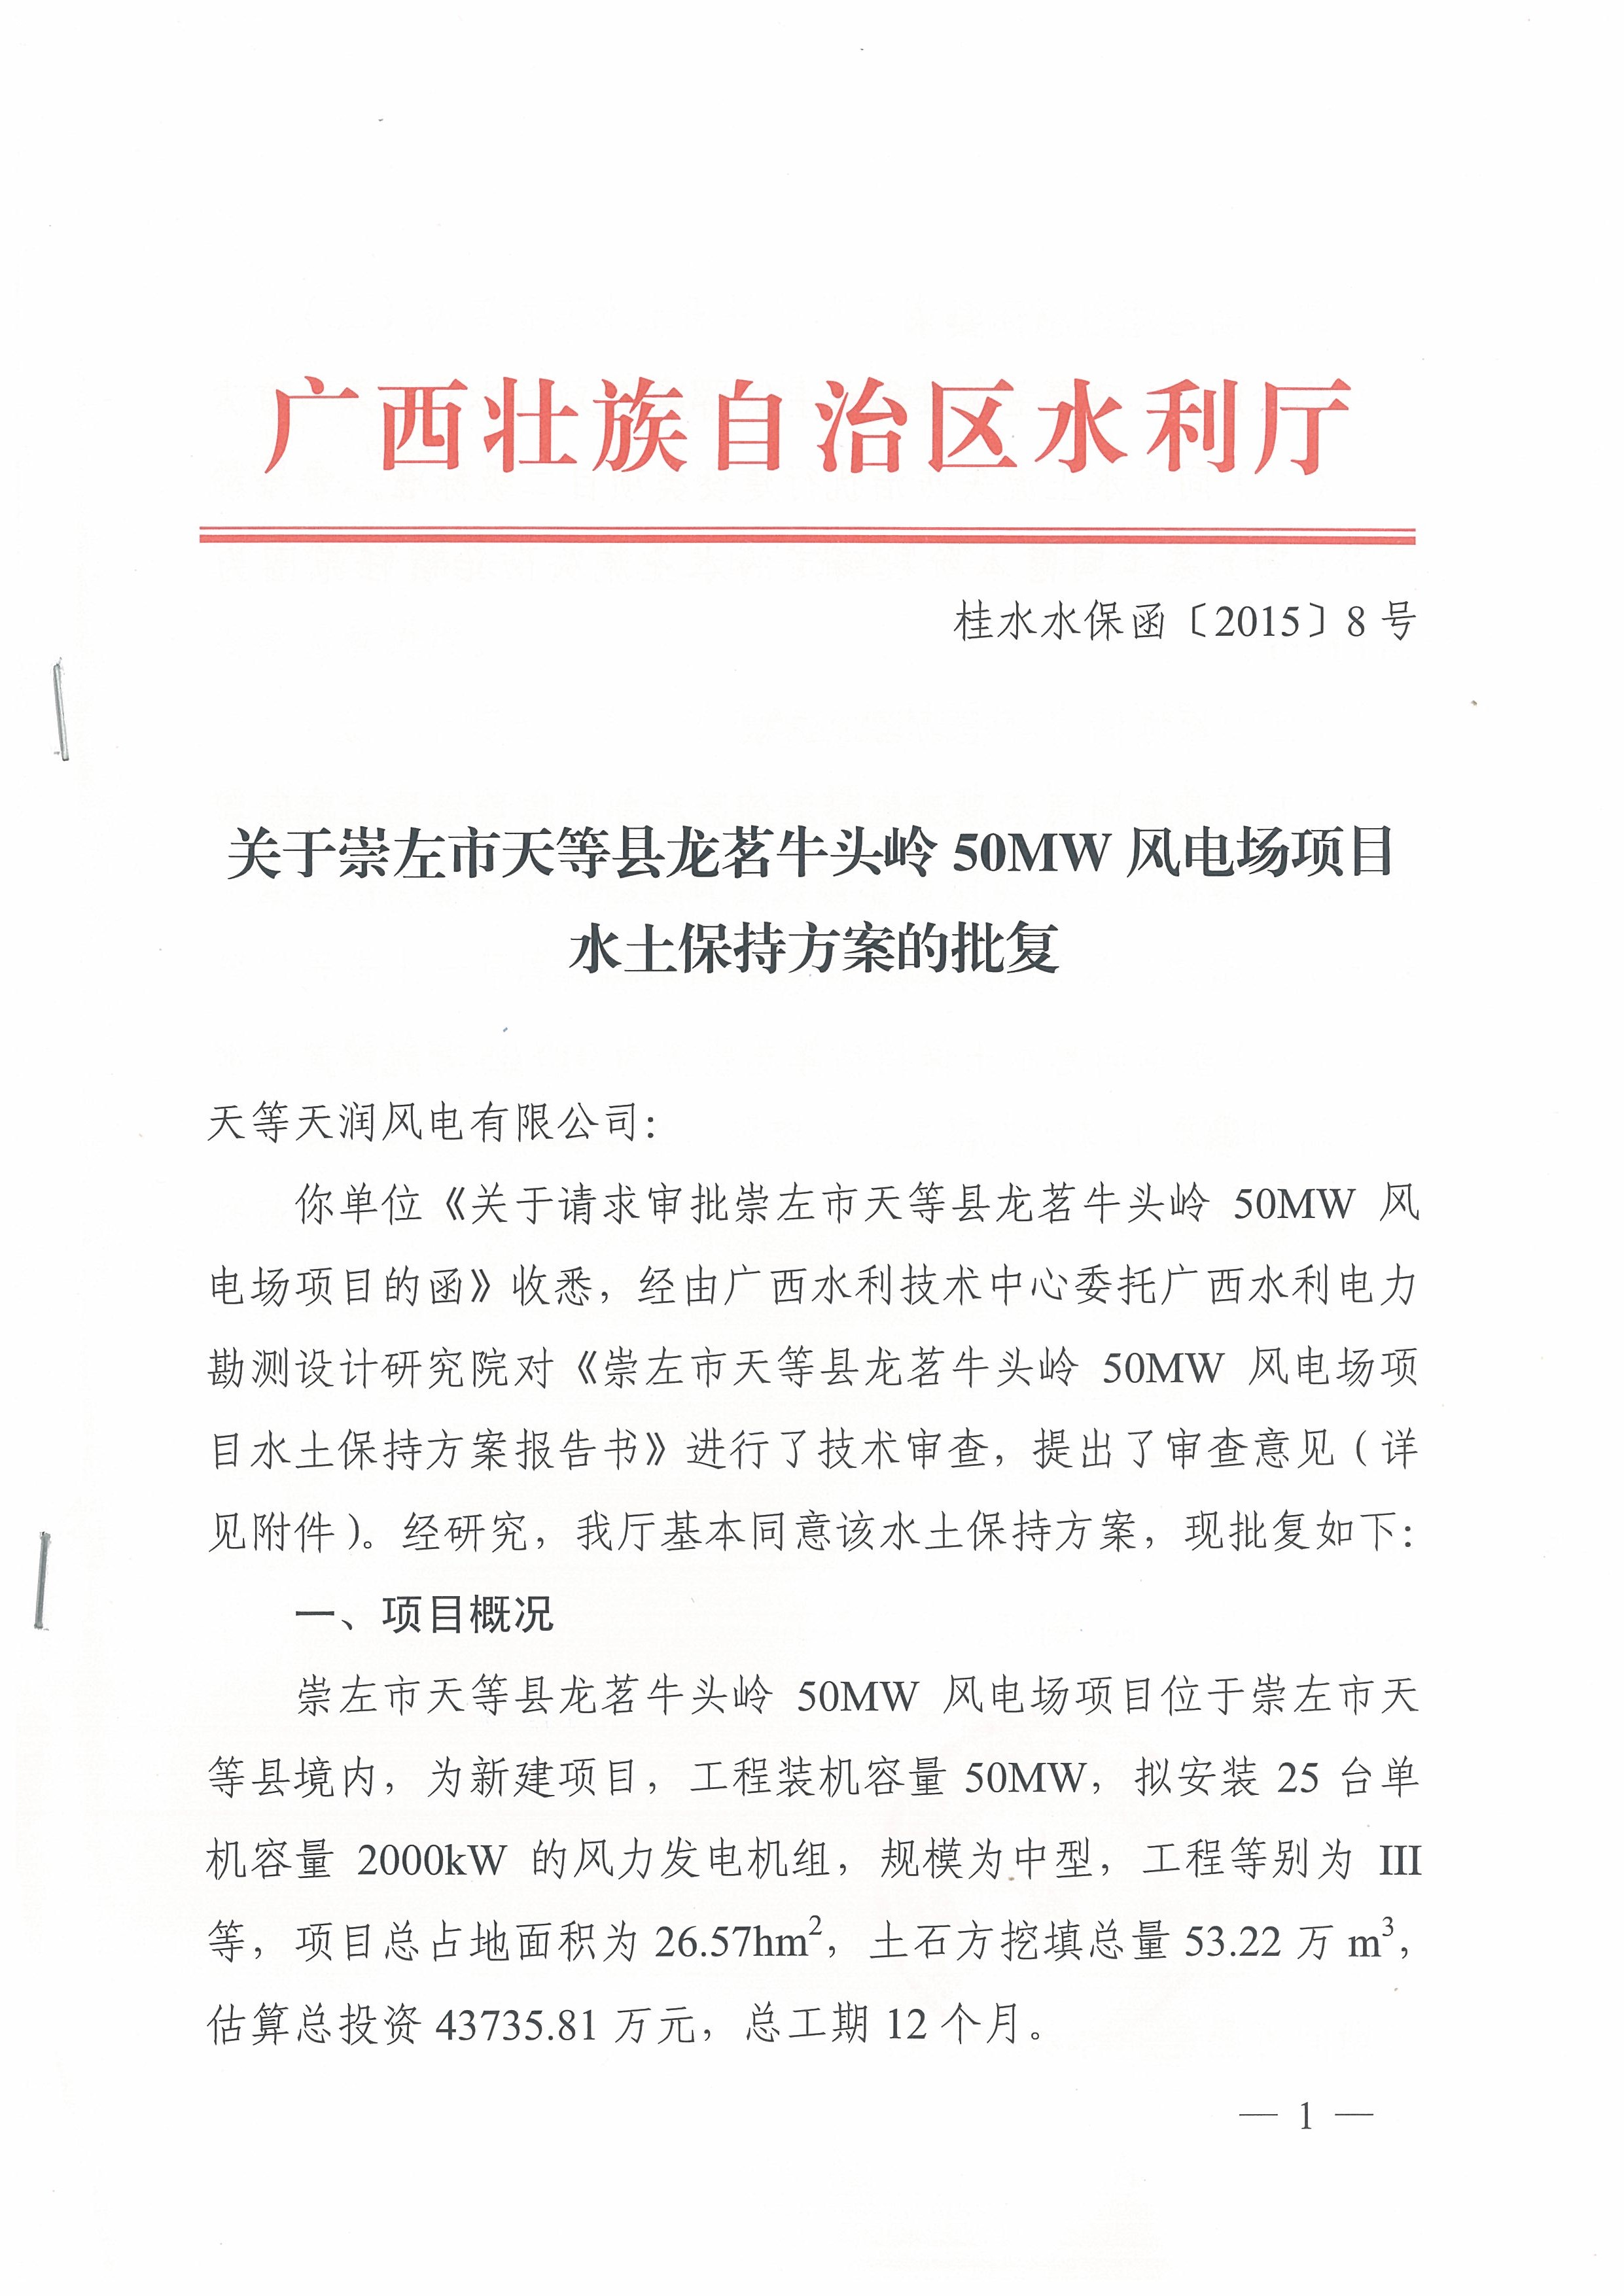 广西壮族自治区水利厅
桂水水保函〔2015〕8号
关于崇左市天等县龙茗牛头岭 50MW 风电场项目
水土保持方案的批复
天等天润风电有限公司：
你单位《关于请求审批崇左市天等县龙茗牛头岭 50MW 风
电场项目的函》收悉，经由广西水利技术中心委托广西水利电力
勘测设计研究院对《崇左市天等县龙茗牛头岭 50MW 风电场项
目水土保持方案报告书》进行了技术审查，提出了审查意见（详
见附件）。经研究，我厅基本同意该水土保持方案，现批复如下：
一、项目概况
崇左市天等县龙茗牛头岭 50MW 风电场项目位于崇左市天
等县境内，为新建项目，工程装机容量 50MW，拟安装 25 台单
机容量 2000kW 的风力发电机组，规模为中型，工程等别为 III
等，项目总占地面积为 26.57hm²，土石方挖填总量 53.22 万 m³，
估算总投资 43735.81 万元，总工期 12 个月。
— 1 —